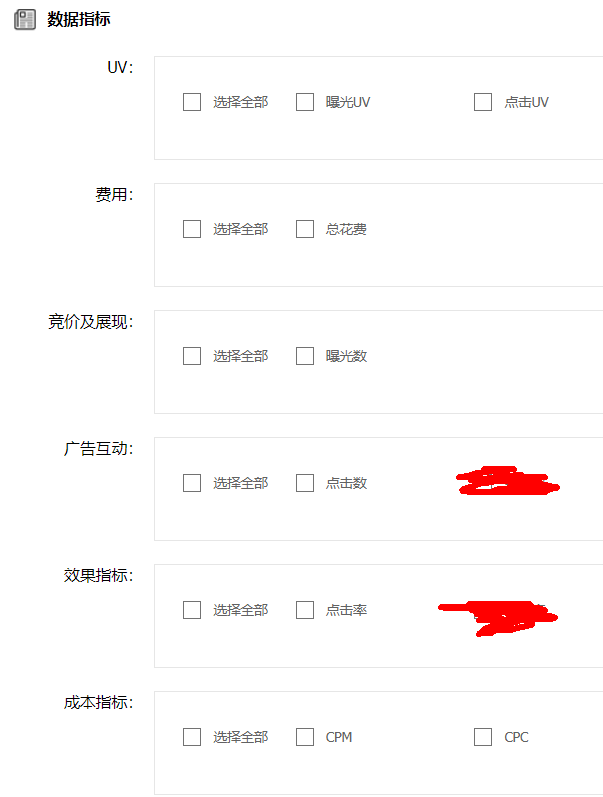 数据指标
UV: 选择全部 曝光UV 点击UV
费用: 选择全部 总花费
竞价及展现: 选择全部 曝光数
广告互动: 选择全部 点击数
效果指标: 选择全部 点击率
成本指标: 选择全部 CPM CPC